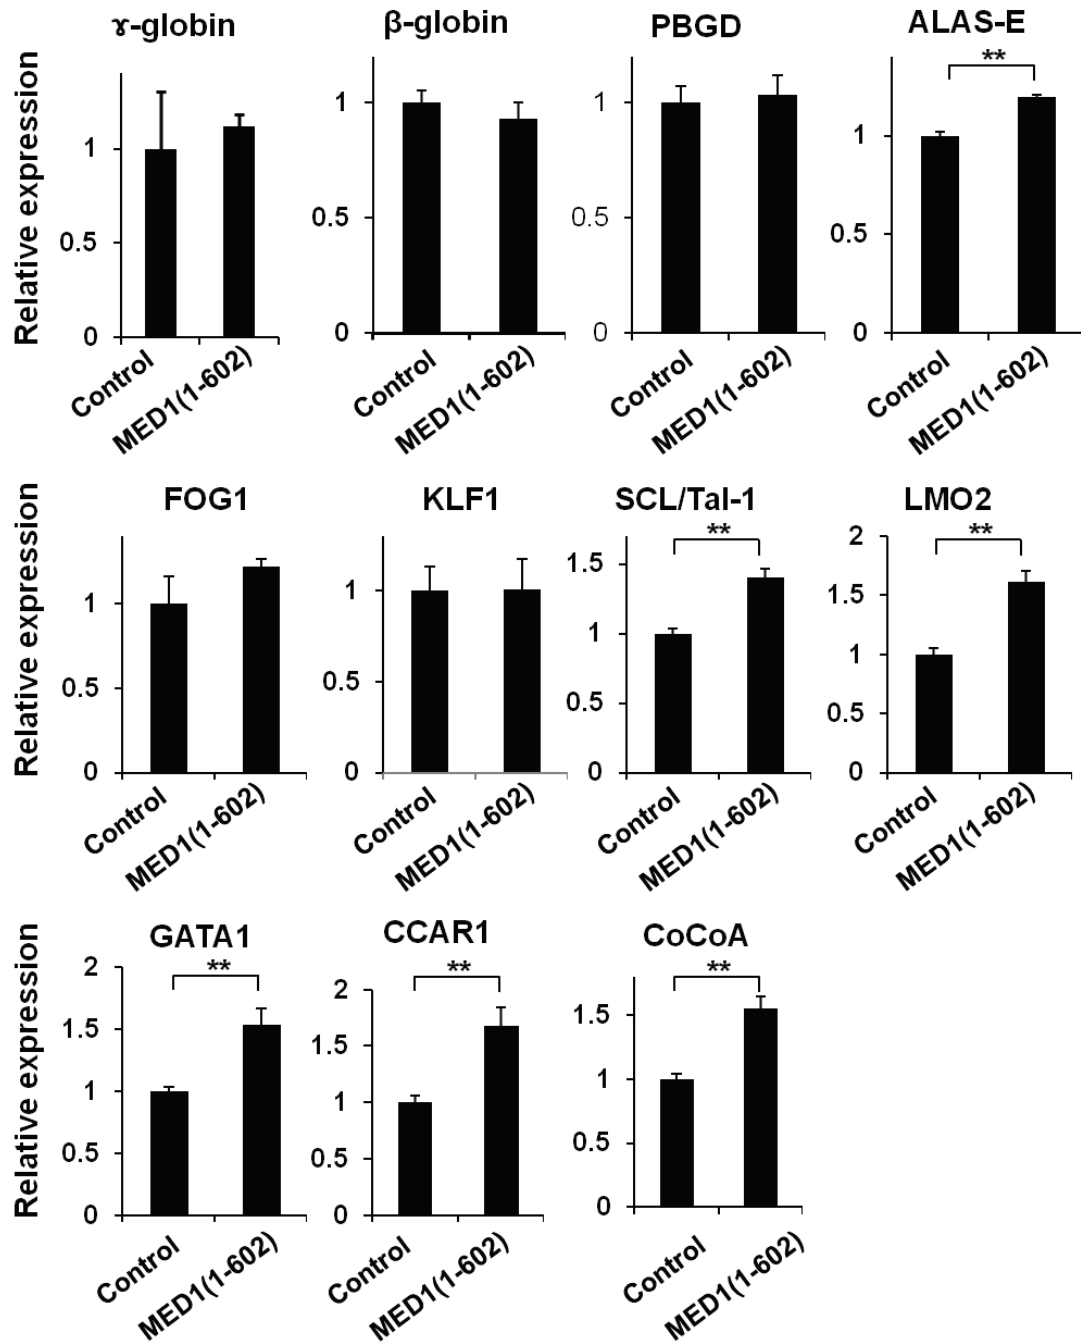 ɤ-globin
β-globin
PBGD
ALAS-E
Relative expression
1
0.5
0
Control
MED1(1-602)
1
0.5
0
Control
MED1(1-602)
1
0.5
0
Control
MED1(1-602)
**
1
0.5
0
Control
MED1(1-602)
FOG1
KLF1
SCL/Tal-1
LMO2
Relative expression
1
0.5
0
Control
MED1(1-602)
1
0.5
0
Control
MED1(1-602)
**
1.5
1
0.5
0
Control
MED1(1-602)
**
2
1.5
1
0.5
0
Control
MED1(1-602)
GATA1
CCAR1
CoCoA
Relative expression
**
2
1.5
1
0.5
0
Control
MED1(1-602)
**
2
1.5
1
0.5
0
Control
MED1(1-602)
**
1.5
1
0.5
0
Control
MED1(1-602)